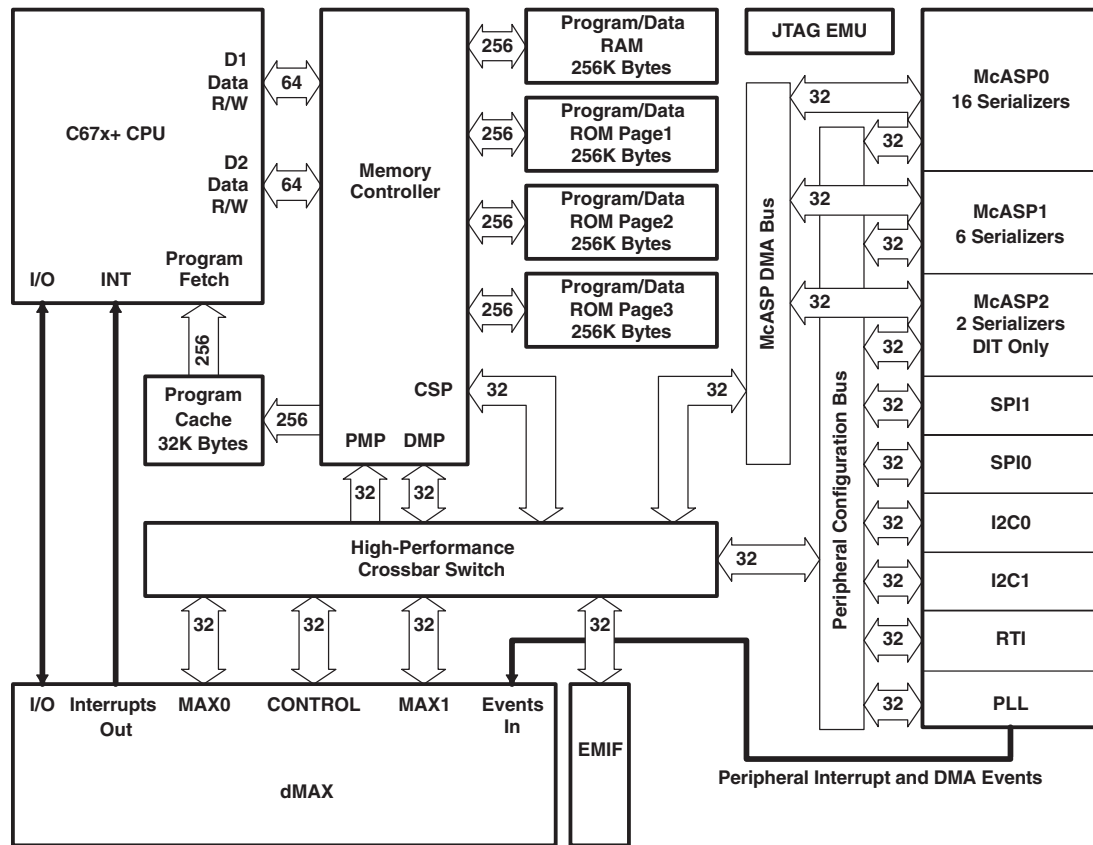 D1
Data
R/W
64
C67x+ CPU
D2
Data
R/W
64
I/O
INT
Program
Fetch
256
Program
Cache
32K Bytes
256
Memory
Controller
CSP
32
PMP
DMP
32
32
256
Program/Data
RAM
256K Bytes
256
Program/Data
ROM Page1
256K Bytes
256
Program/Data
ROM Page2
256K Bytes
256
Program/Data
ROM Page3
256K Bytes
JTAG EMU
McASP DMA Bus
32
32
32
32
Peripheral Configuration Bus
32
32
32
32
32
32
32
32
32
32
McASP0
16 Serializers
McASP1
6 Serializers
McASP2
2 Serializers
DIT Only
SPI1
SPI0
I2C0
I2C1
RTI
PLL
High-Performance
Crossbar Switch
32
32
32
32
I/O
Interrupts
Out
MAX0
CONTROL
MAX1
Events
In
dMAX
EMIF
Peripheral Interrupt and DMA Events